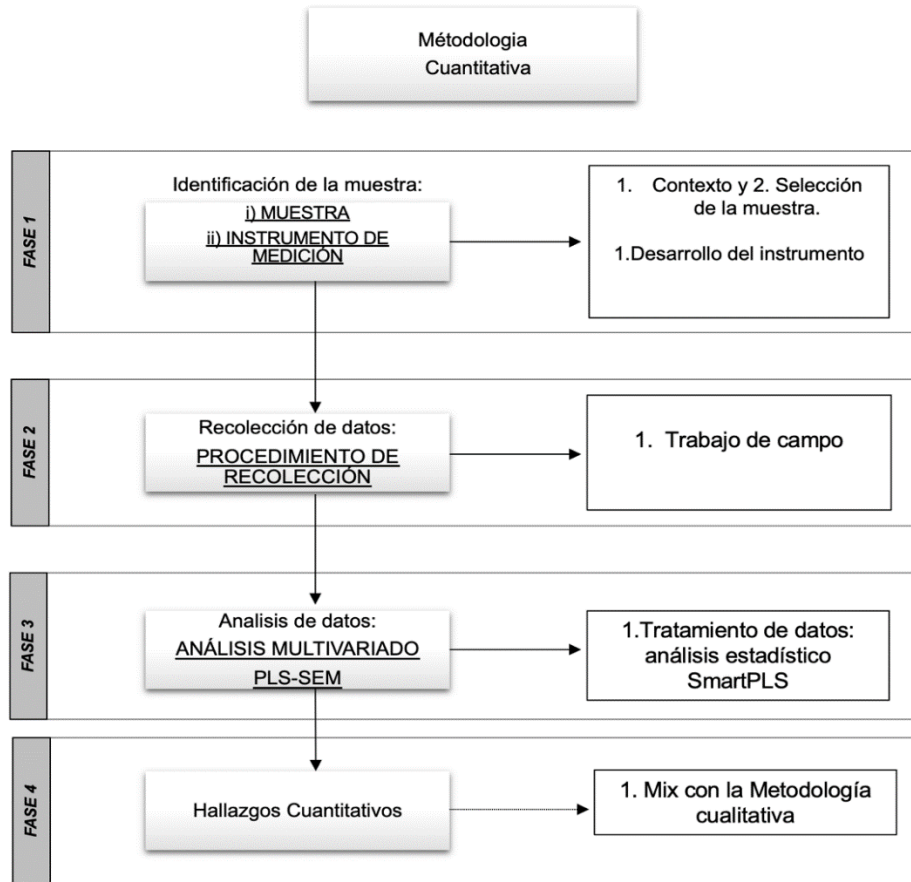 Métodologia
Cuantitativa
FASE 1
Identificación de la muestra:
i) MUESTRA
ii) INSTRUMENTO DE
MEDICIÓN
1. Contexto y 2. Selección
de la muestra.
1.Desarrollo del instrumento
FASE 2
Recolección de datos:
PROCEDIMIENTO DE
RECOLECCIÓN
1. Trabajo de campo
FASE 3
Analisis de datos:
ANÁLISIS MULTIVARIADO
PLS-SEM
1.Tratamiento de datos:
análisis estadístico
SmartPLS
FASE 4
Hallazgos Cuantitativos
1. Mix con la Metodología
cualitativa